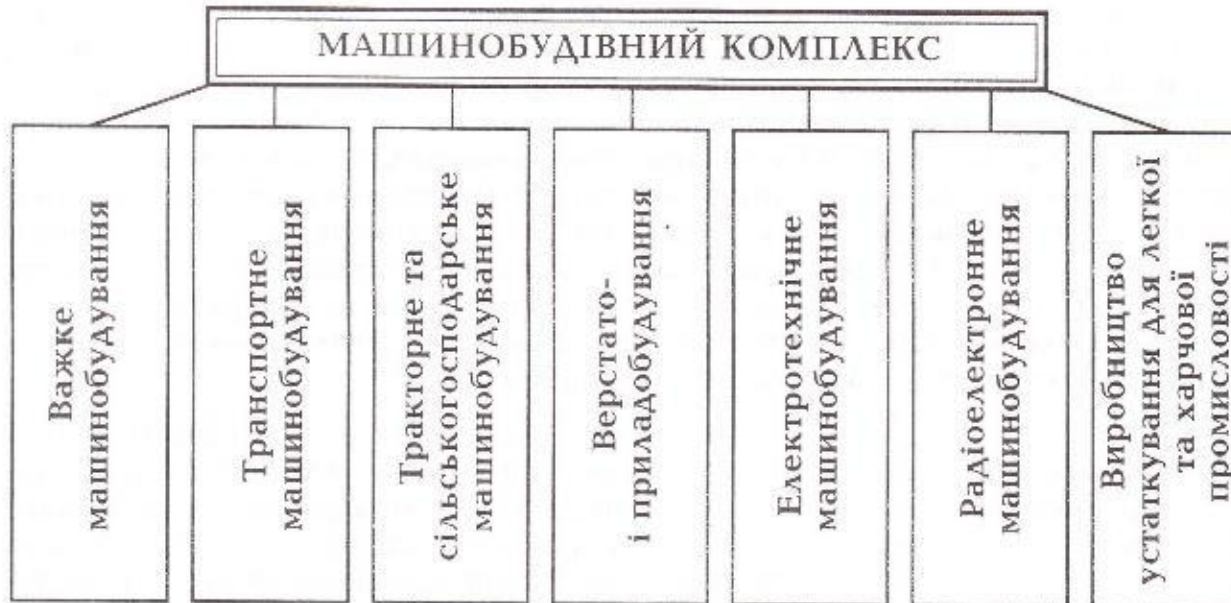 МАШИНОБУДІВНИЙ КОМПЛЕКС
Важке
машинобудування
Транспортне
машинобудування
Тракторне та
сільськогосподарське
машинобудування
Верстато-
і приладобудування
Електротехнічне
машинобудування
Радіоелектронне
машинобудування
Виробництво
устаткування для легкої
та харчової
промисловості